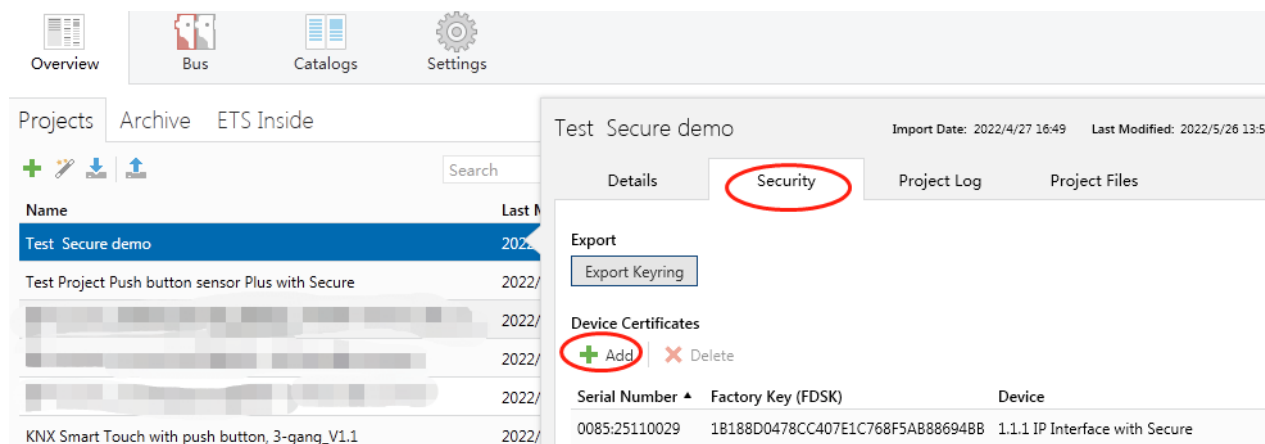 Overview Bus Catalogs Settings
Projects Archive ETS Inside
Search
Name Last M
Test Secure demo 202
Test Project Push button sensor Plus with Secure 2022/
2022/
2022/
2022/
KNX Smart Touch with push button, 3-gang_V1.1 2022/
Test Secure demo Import Date: 2022/4/27 16:49 Last Modified: 2022/5/26 13:5
Details Security Project Log Project Files
Export
Export Keyring
Device Certificates
Add Delete
Serial Number Factory Key (FDSK) Device
0085:25110029 1B188D0478CC407E1C768F5AB88694BB 1.1.1 IP Interface with Secure